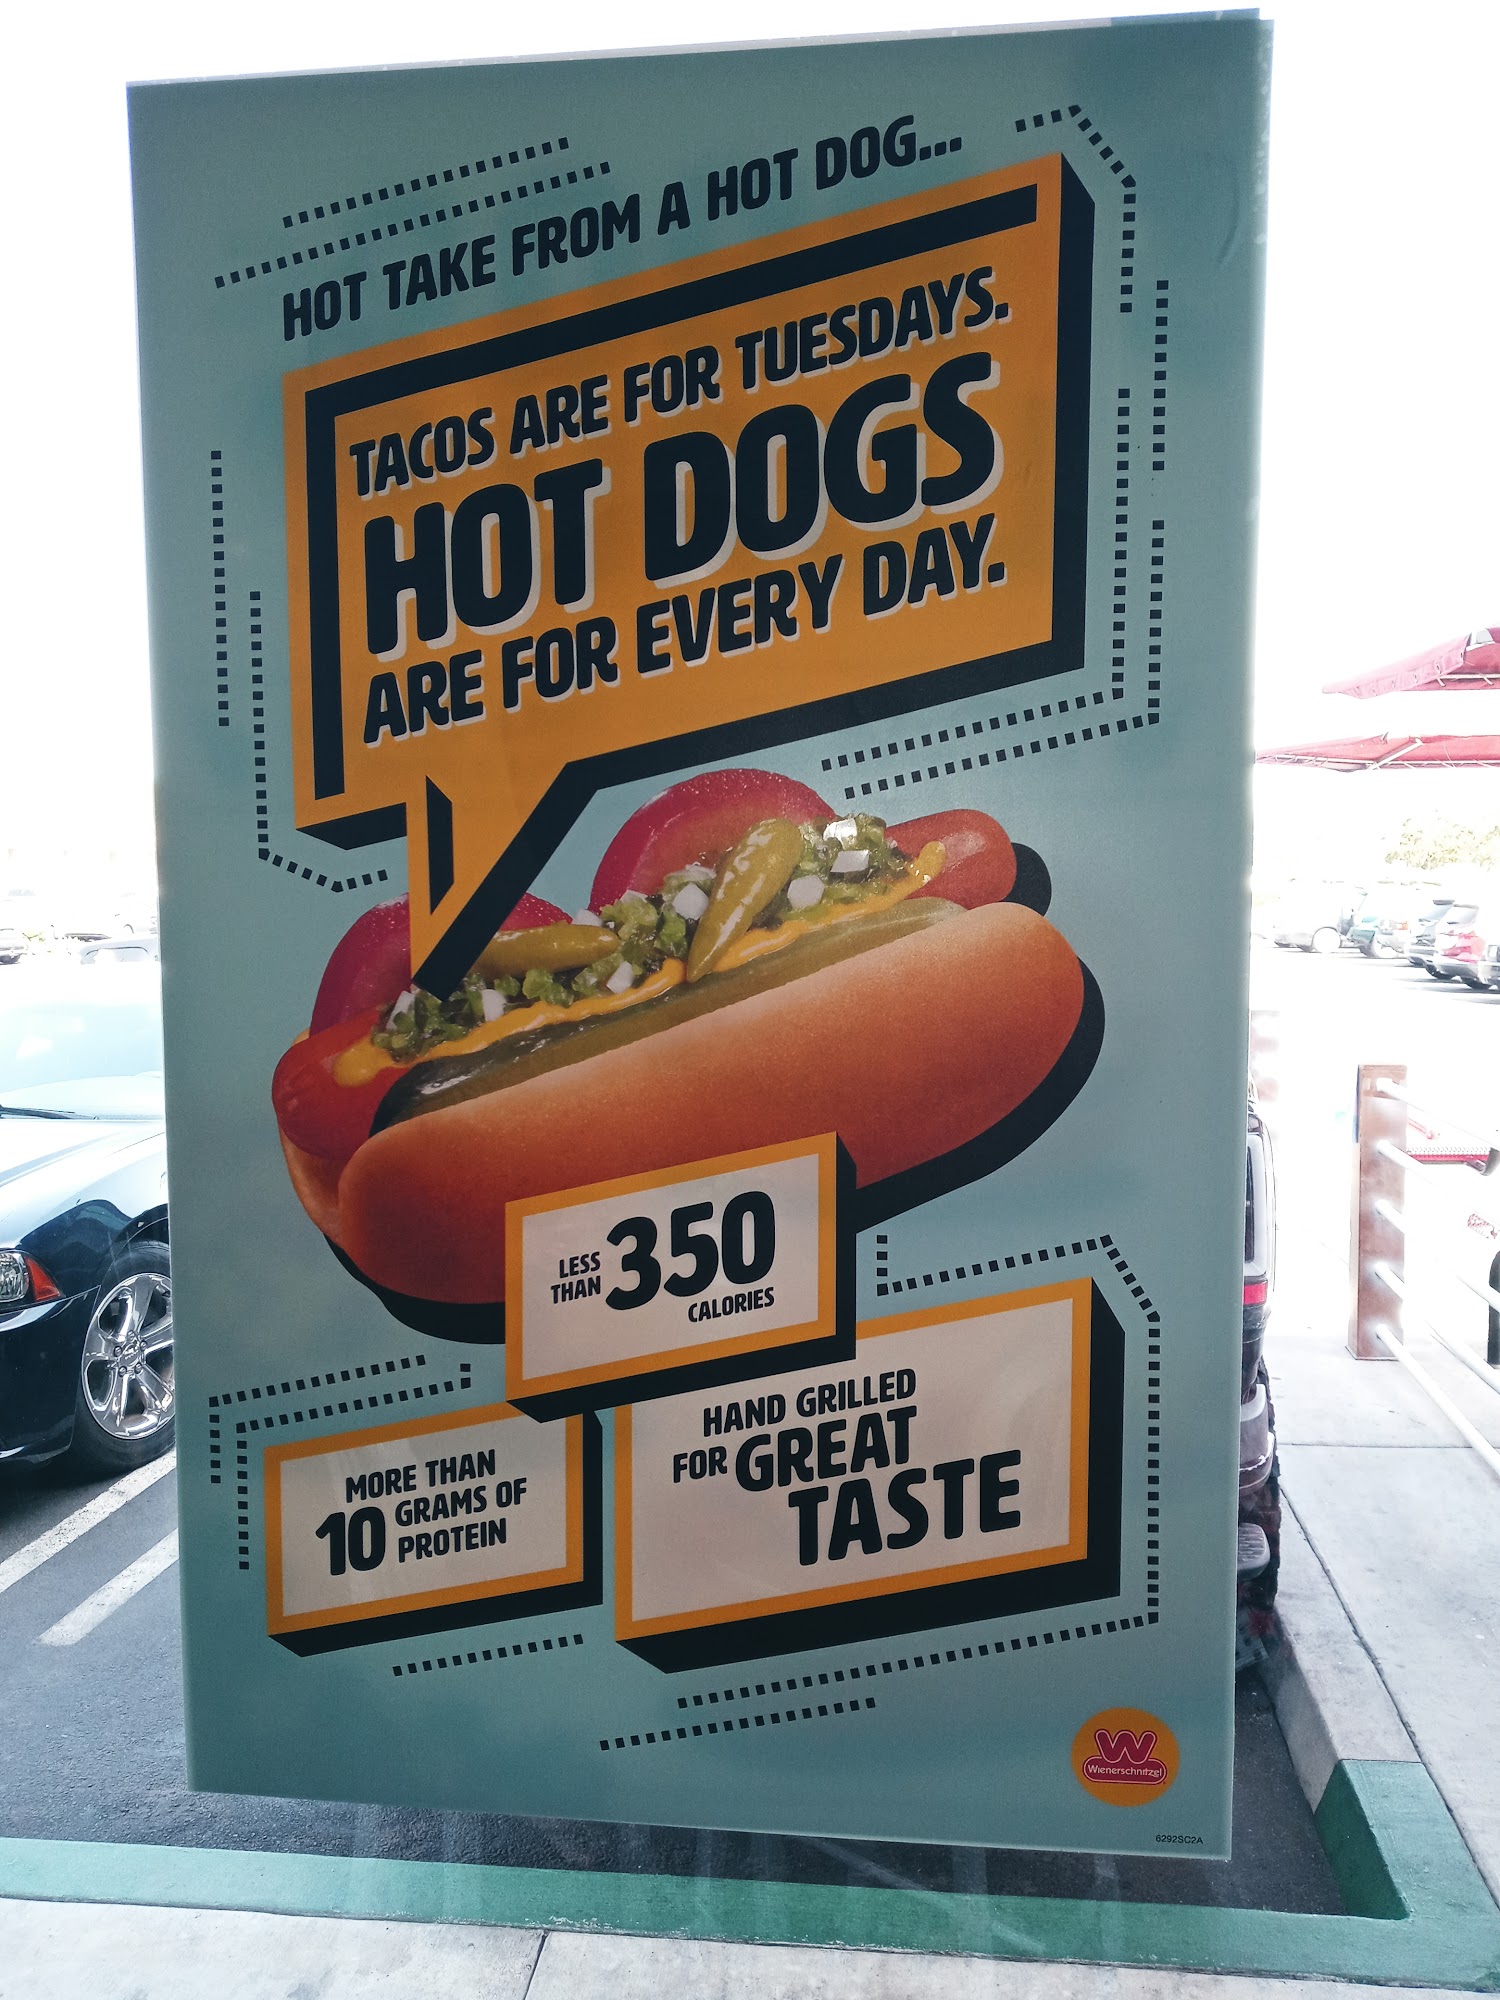 HOT TAKE FROM A HOT DOG...
TACOS ARE FOR TUESDAYS.
HOT DOGS
ARE FOR EVERY DAY.
LESS
THAN 350
CALORIES
MORE THAN
10 GRAMS OF
PROTEIN
HAND GRILLED
FOR GREAT
TASTE
W
Wienerschnitzel
6292SC2A